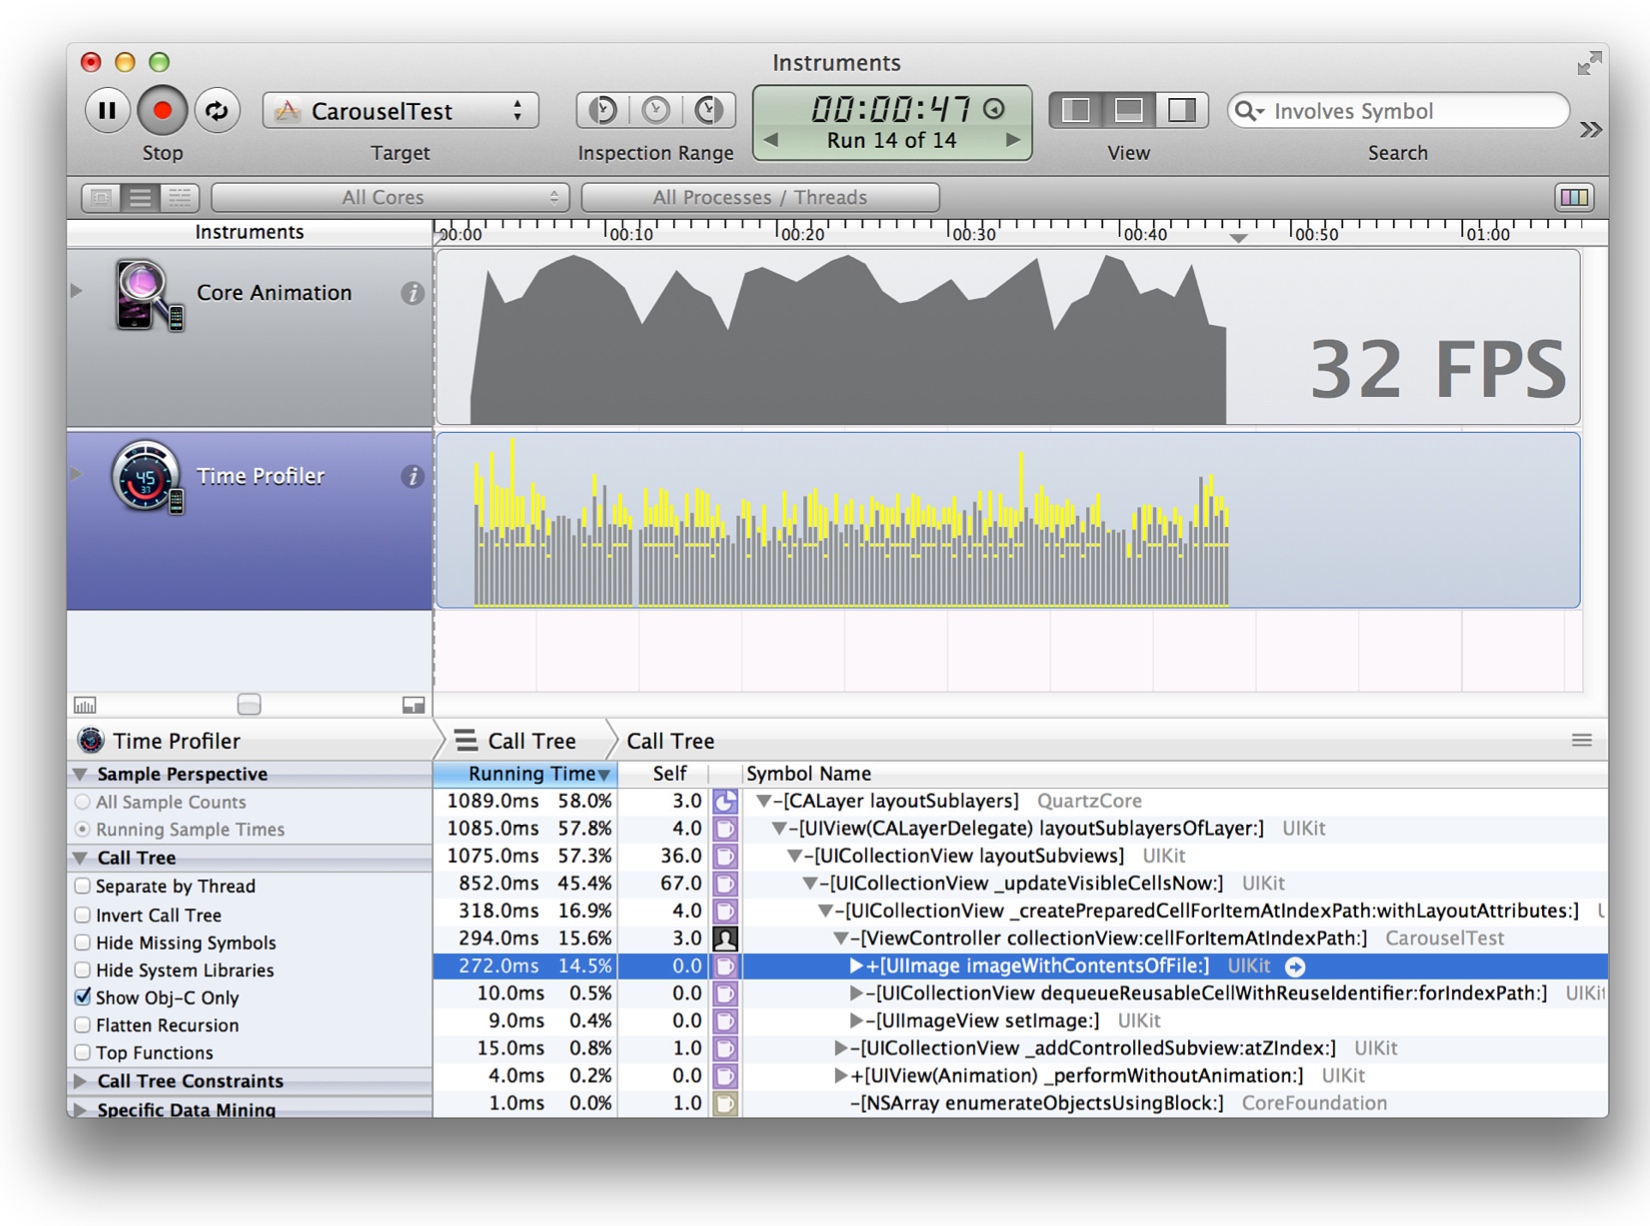 Instruments
CarouselTest
00:00:47
Run 14 of 14
Involves Symbol
Stop
Target
Inspection Range
View
Search
All Cores
All Processes / Threads
Instruments
00:00 00:10 00:20 00:30 00:40 00:50 01:00
Core Animation
32 FPS
Time Profiler
Time Profiler
Call Tree
Call Tree
Sample Perspective
All Sample Counts
Running Sample Times
Call Tree
Separate by Thread
Invert Call Tree
Hide Missing Symbols
Hide System Libraries
Show Obj-C Only
Flatten Recursion
Top Functions
Call Tree Constraints
Specific Data Mining
Running Time Self Symbol Name
1089.0ms 58.0% 3.0 -[CALayer layoutSublayers] QuartzCore
1085.0ms 57.8% 4.0 -[UIView(CALayerDelegate) layoutSublayersOfLayer:] UIKit
1075.0ms 57.3% 36.0 -[UICollectionView layoutSubviews] UIKit
852.0ms 45.4% 67.0 -[UICollectionView _updateVisibleCellsNow:] UIKit
318.0ms 16.9% 4.0 -[UICollectionView _createPreparedCellForItemAtIndexPath:withLayoutAttributes:]
294.0ms 15.6% 3.0 -[ViewController collectionView:cellForItemAtIndexPath:] CarouselTest
272.0ms 14.5% 0.0 +[UIImage imageWithContentsOfFile:] UIKit
10.0ms 0.5% 0.0 -[UICollectionView dequeueReusableCellWithReuseIdentifier:forIndexPath:]
9.0ms 0.4% 0.0 -[UIImageView setImage:] UIKit
15.0ms 0.8% 1.0 -[UICollectionView _addControlledSubview:atZIndex:] UIKit
4.0ms 0.2% 0.0 +[UIView(Animation) _performWithoutAnimation:] UIKit
1.0ms 0.0% 1.0 -[NSArray enumerateObjectsUsingBlock:] CoreFoundation